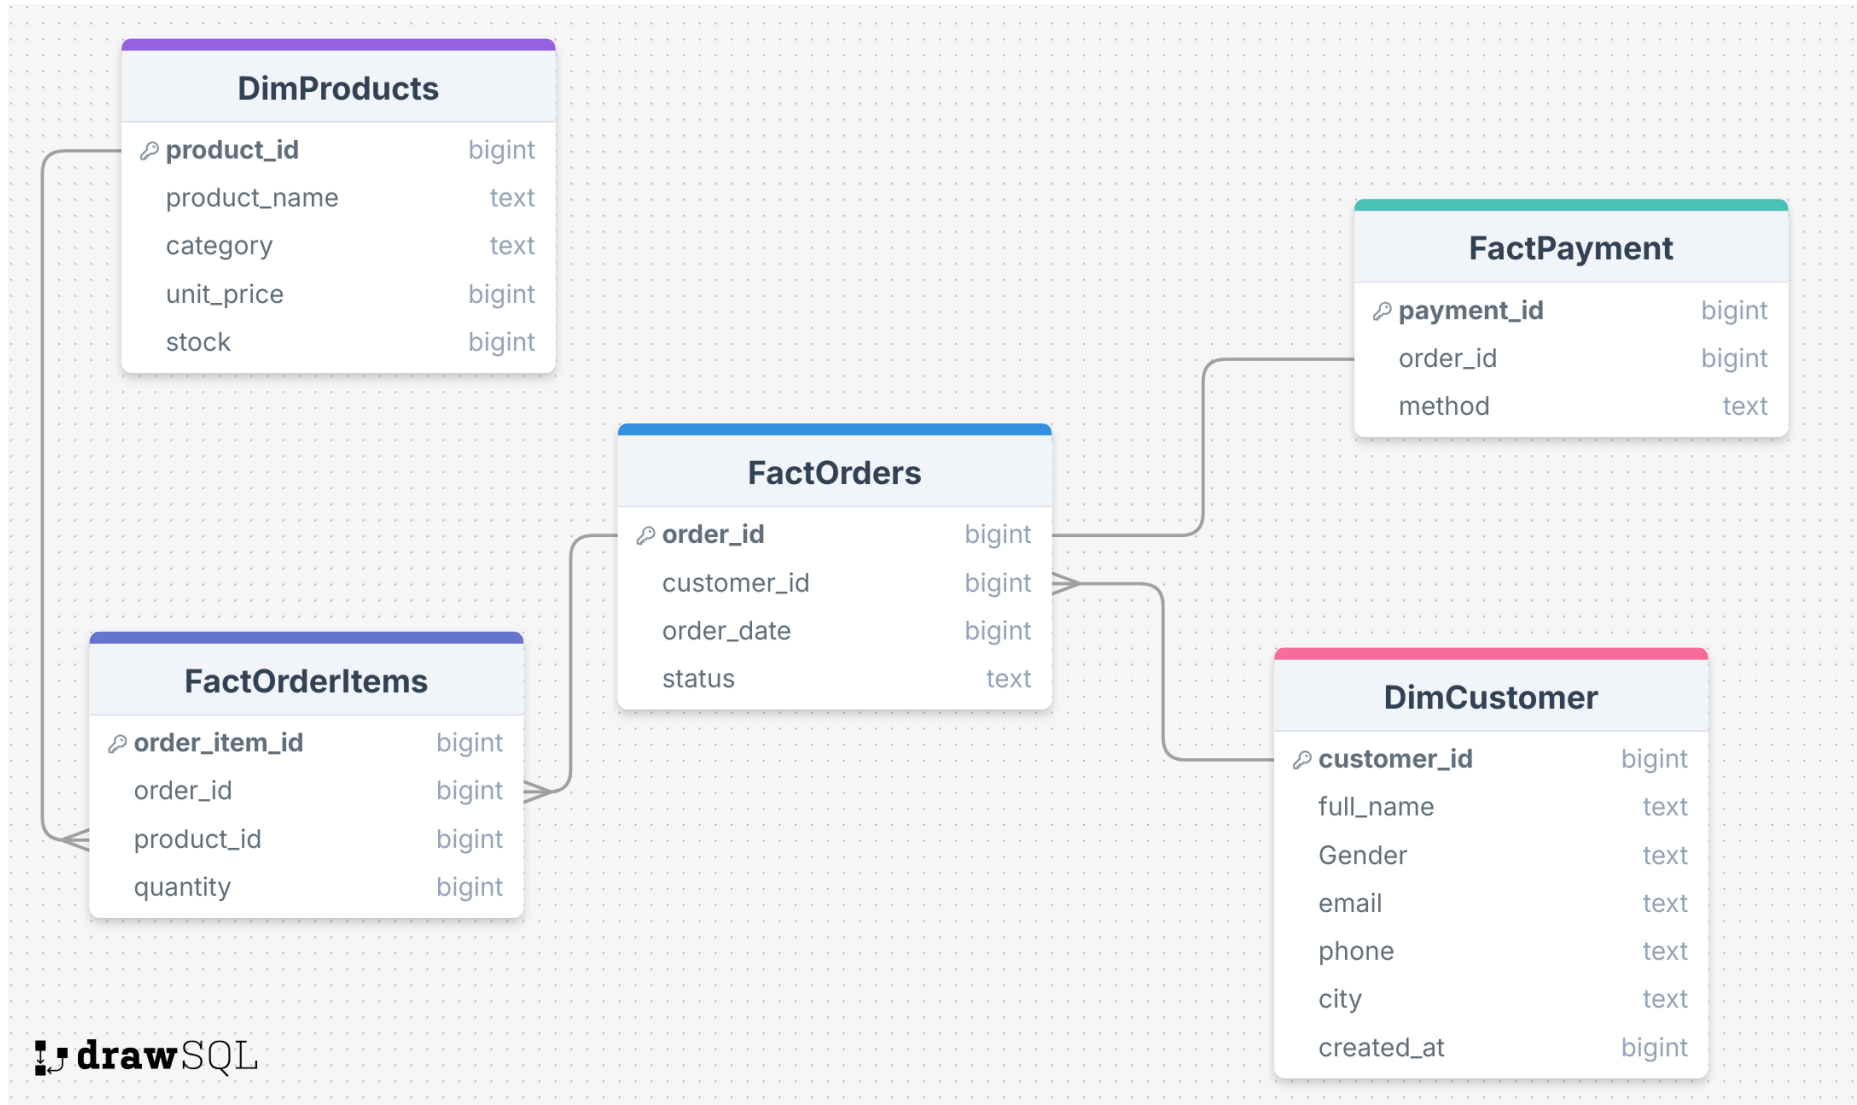 DimProducts
product_id bigint
product_name text
category text
unit_price bigint
stock bigint
FactPayment
payment_id bigint
order_id bigint
method text
FactOrders
order_id bigint
customer_id bigint
order_date bigint
status text
FactOrderItems
order_item_id bigint
order_id bigint
product_id bigint
quantity bigint
DimCustomer
customer_id bigint
full_name text
Gender text
email text
phone text
city text
created_at bigint
drawSQL